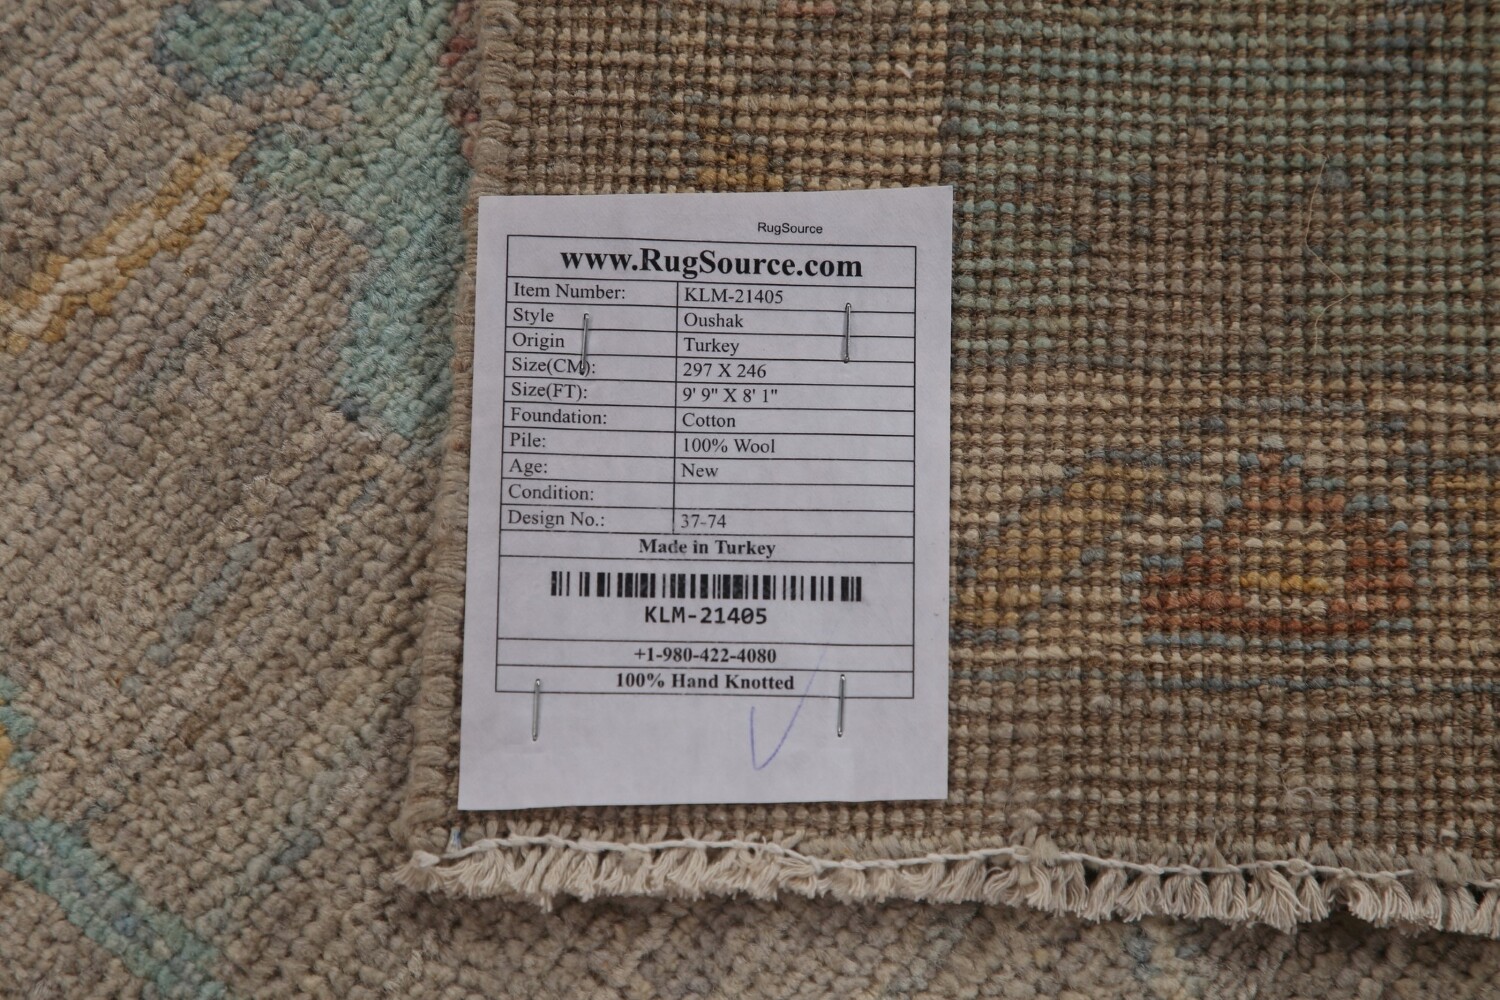 RugSource
www.RugSource.com
Item Number: KLM-21405
Style Oushak
Origin Turkey
Size(CM): 297 X 246
Size(FT): 9' 9" X 8' 1"
Foundation: Cotton
Pile: 100% Wool
Age: New
Condition:
Design No.: 37-74
Made in Turkey
KLM-21405
+1-980-422-4080
100% Hand Knotted